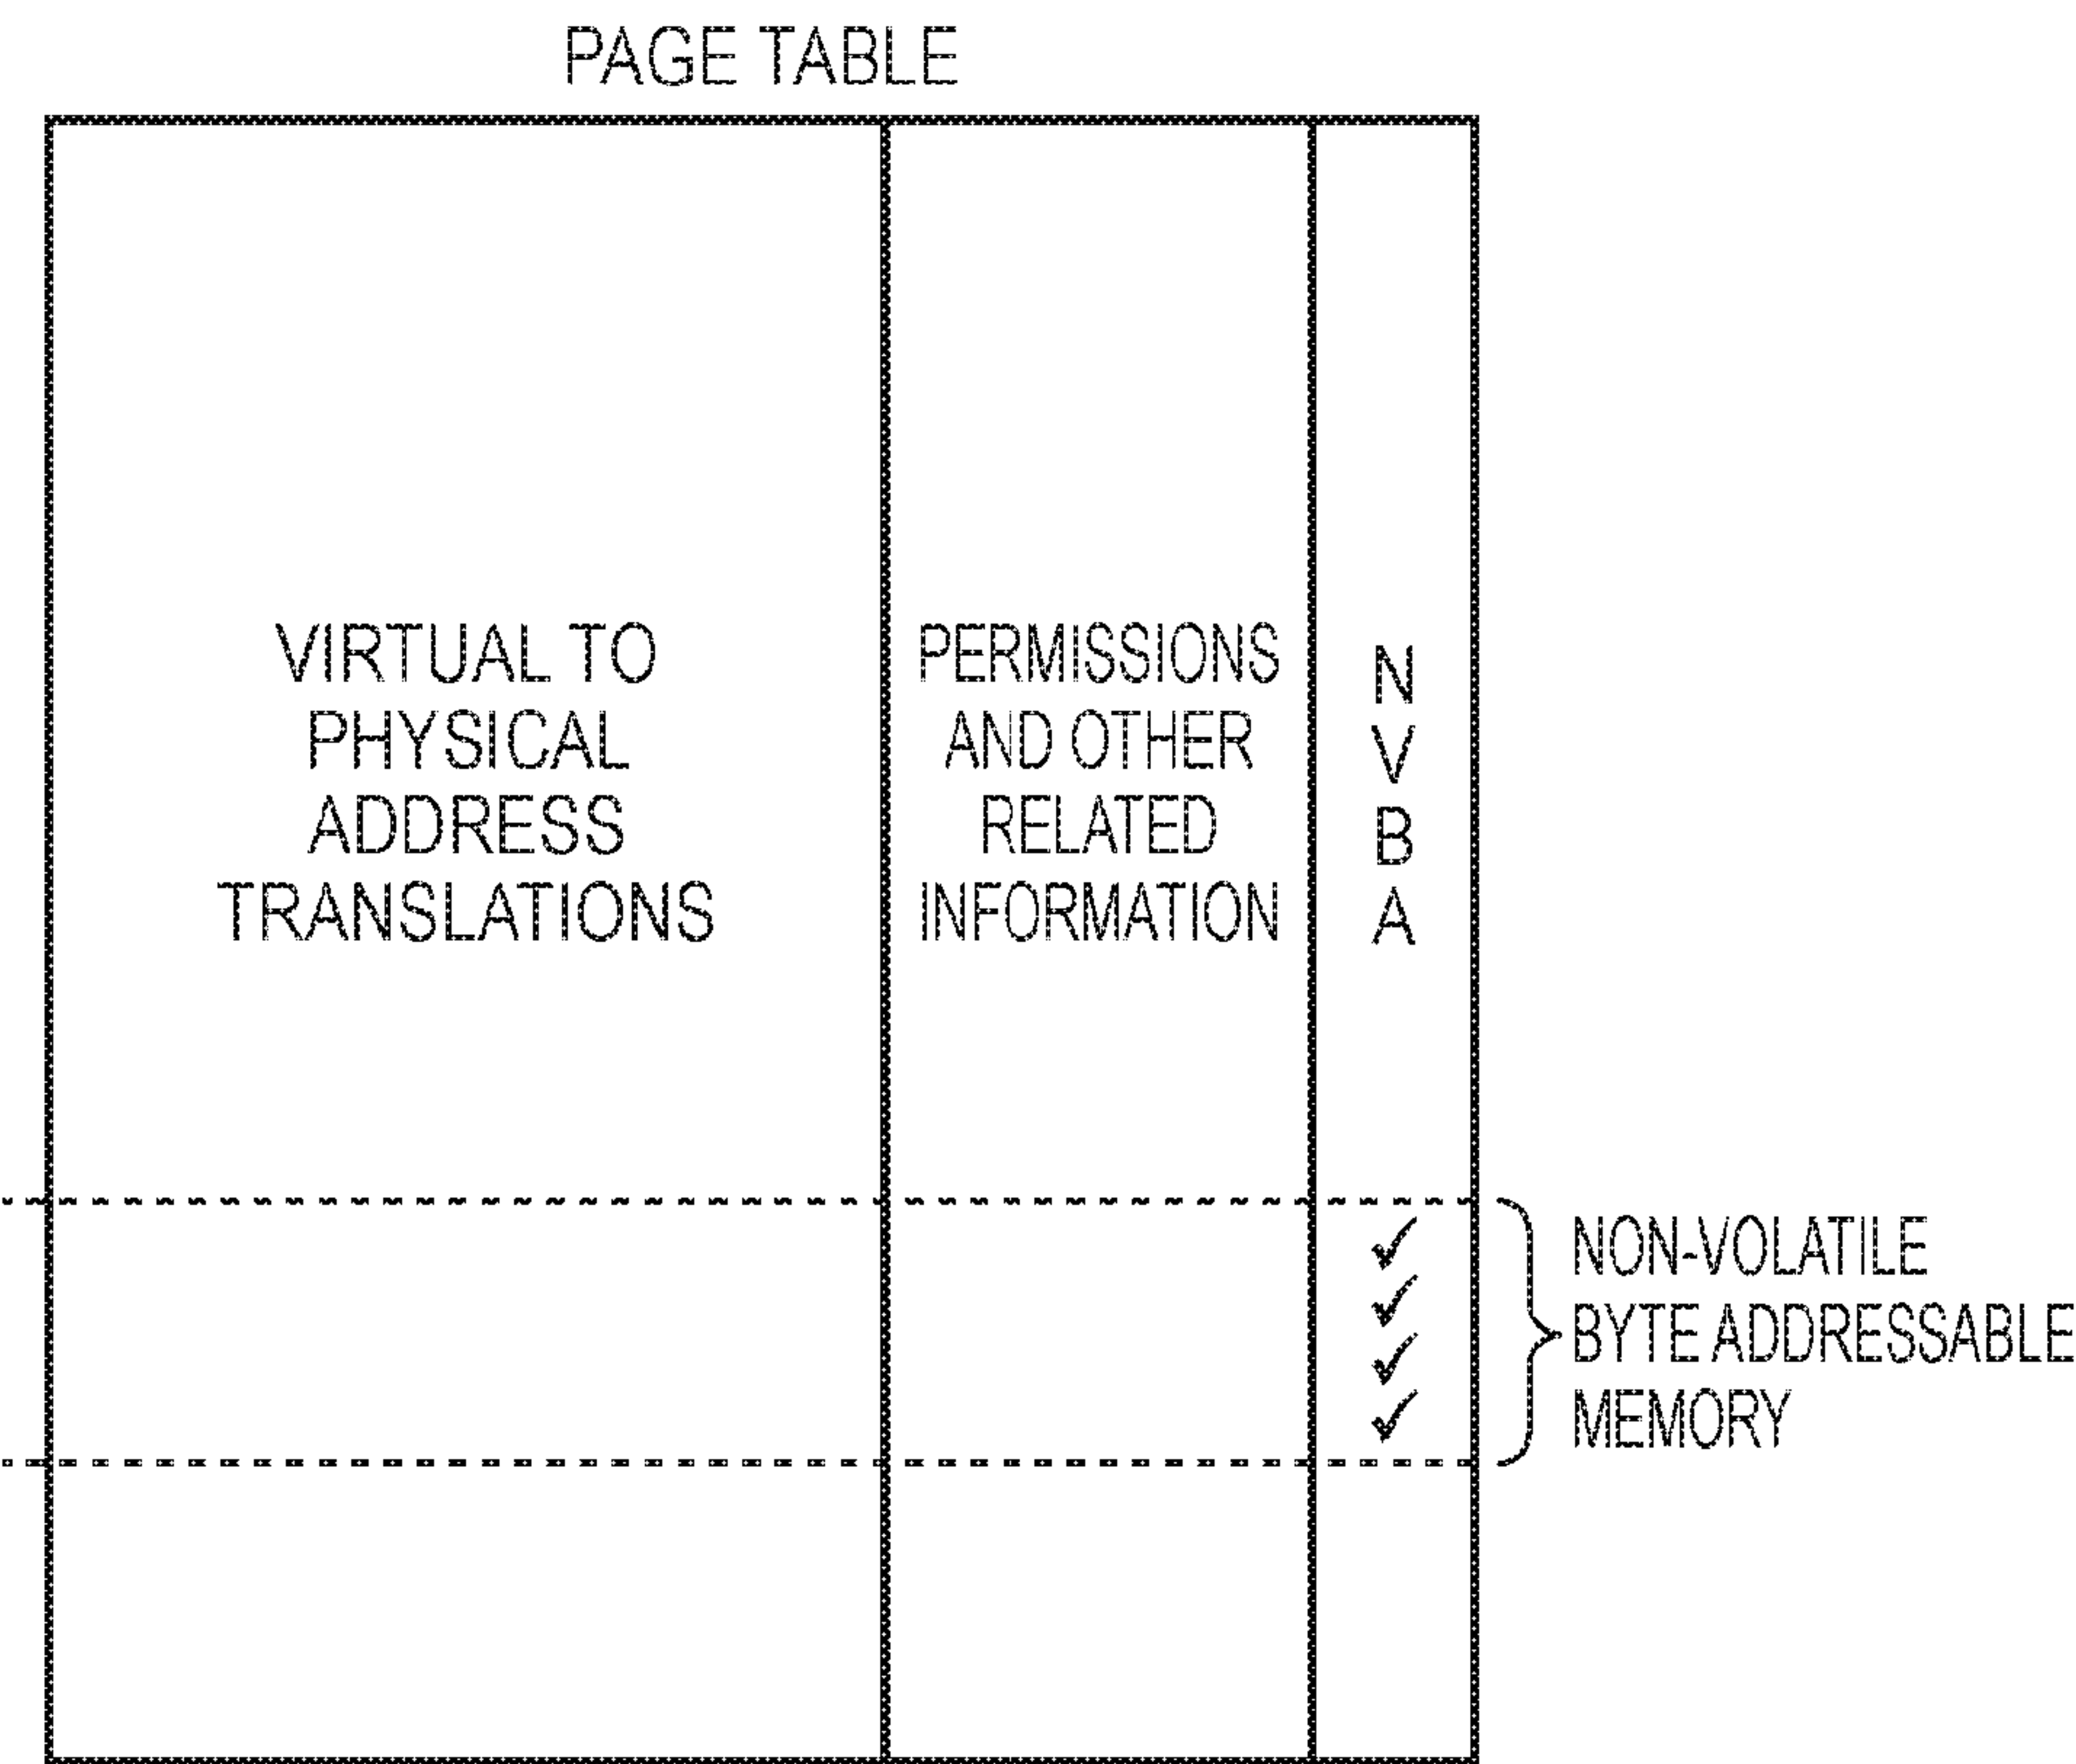 PAGE TABLE
VIRTUAL TO
PHYSICAL
ADDRESS
TRANSLATIONS
PERMISSIONS
AND OTHER
RELATED
INFORMATION
N
V
B
A
NON-VOLATILE
BYTE ADDRESSABLE
MEMORY